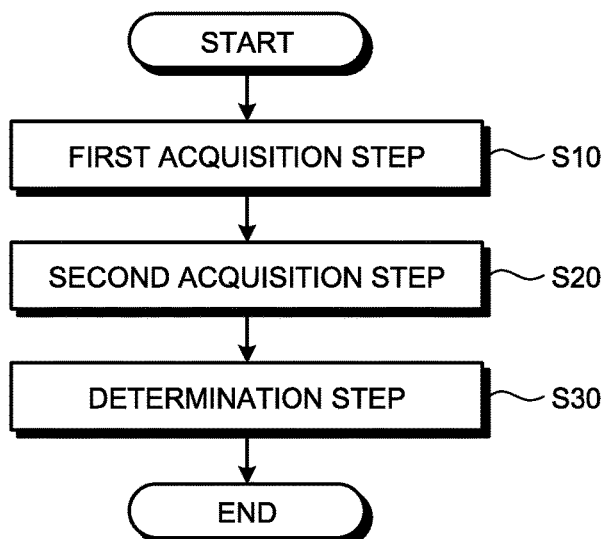 START
FIRST ACQUISITION STEP S10
SECOND ACQUISITION STEP S20
DETERMINATION STEP S30
END